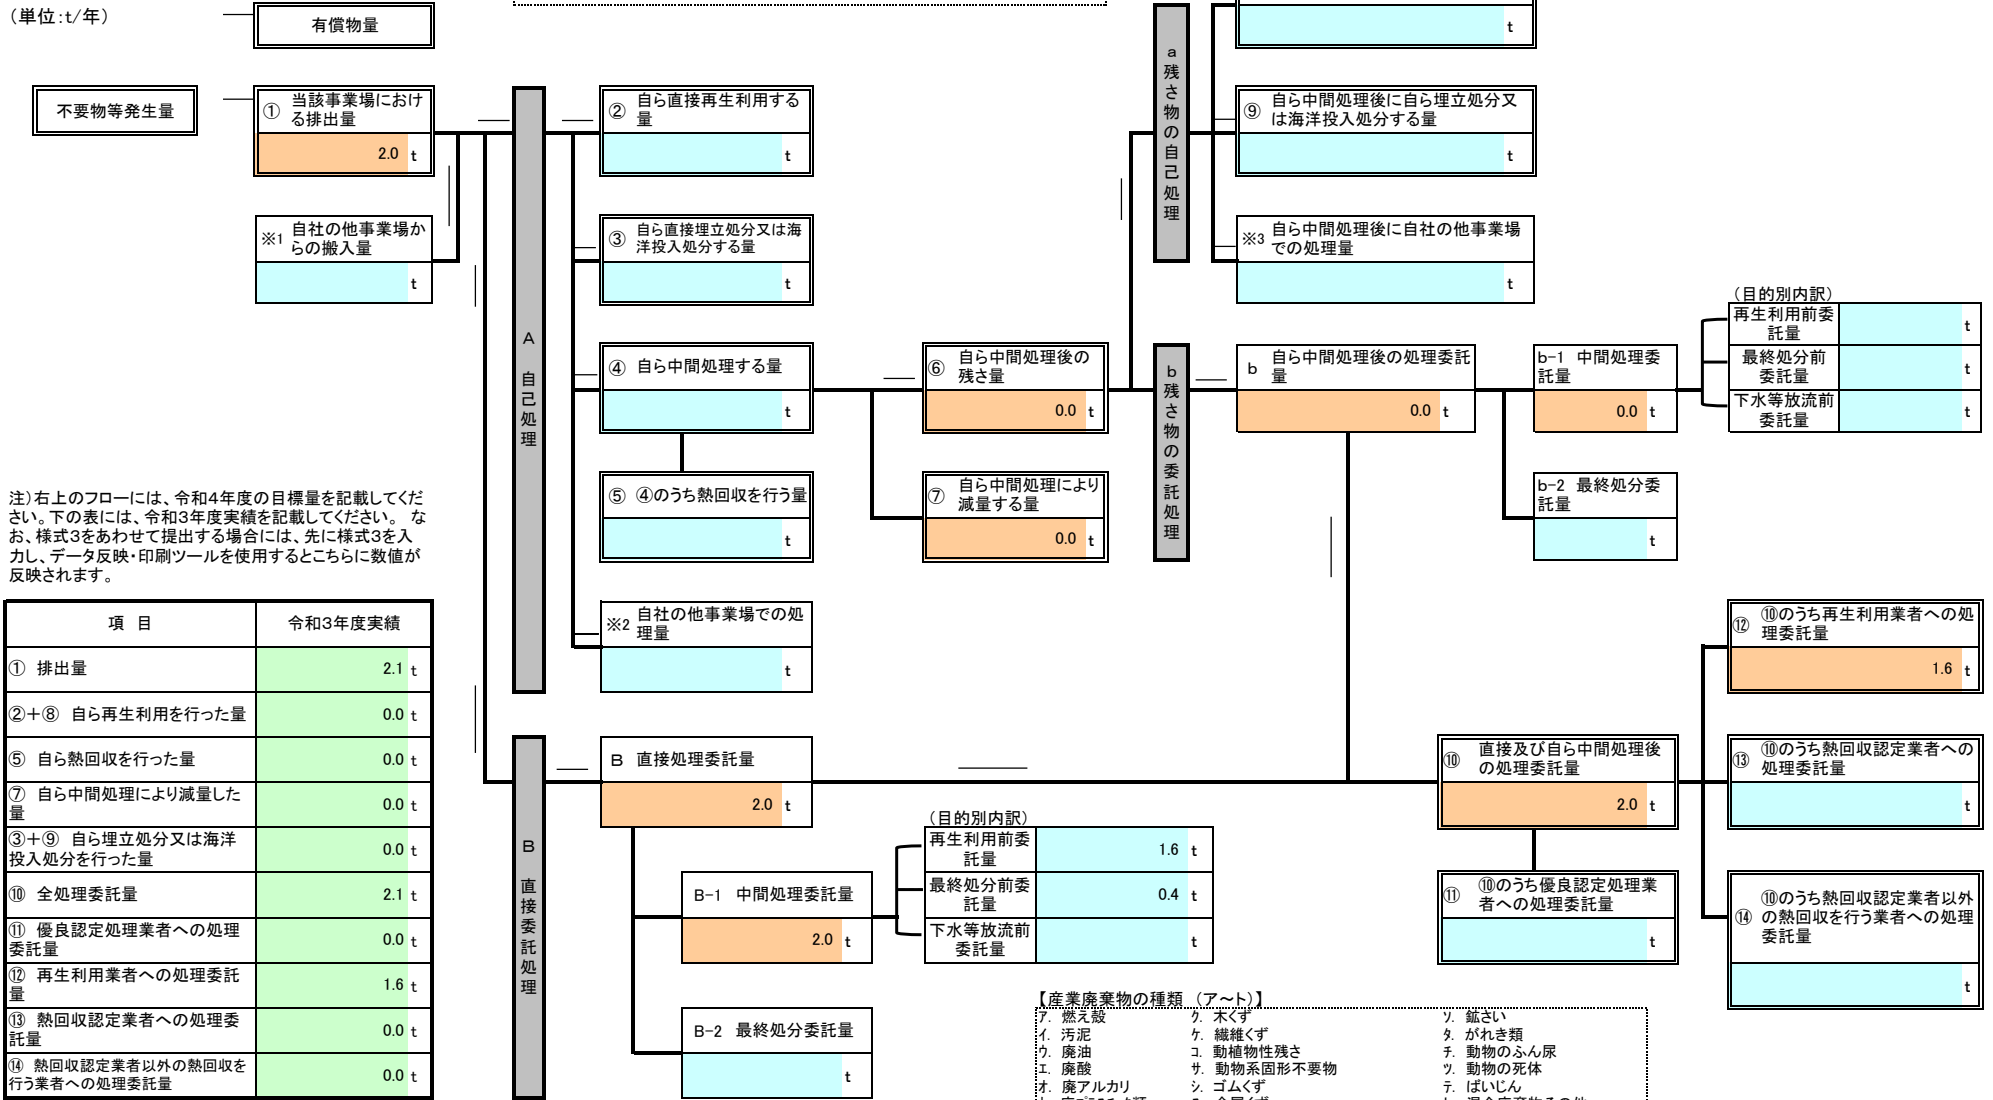 （単位:t/年）
有償物量
t
不要物等発生量
① 当該事業場におけ
る排出量
2.0 t
※1 自社の他事業場か
らの搬入量
t
A 自己処理
② 自ら直接再生利用する
量
t
③ 自ら直接埋立処分又は海
洋投入処分する量
t
④ 自ら中間処理する量
t
⑤ ④のうち熱回収を行う量
t
※2 自社の他事業場での処
理量
t
⑥ 自ら中間処理後の
残さ量
0.0 t
⑦ 自ら中間処理により
減量する量
0.0 t
a 残さ物の自己処理
⑨ 自ら中間処理後に自ら埋立処分又
は海洋投入処分する量
t
※3 自ら中間処理後に自社の他事業場
での処理量
t
b 残さ物の委託処理
b 自ら中間処理後の処理委託
量
0.0 t
b-1 中間処理委
託量
0.0 t
b-2 最終処分委
託量
t
（目的別内訳）
再生利用前委
託量
t
最終処分前
委託量
t
下水等放流前
委託量
t
注）右上のフローには、令和4年度の目標量を記載してくだ
さい。下の表には、令和3年度実績を記載してください。 な
お、様式3をあわせて提出する場合には、先に様式3を入
力し、データ反映・印刷ツールを使用するとこちらに数値が
反映されます。
項 目 令和3年度実績
① 排出量 2.1 t
②＋⑧ 自ら再生利用を行った量 0.0 t
⑤ 自ら熱回収を行った量 0.0 t
⑦ 自ら中間処理により減量した
量 0.0 t
③＋⑨ 自ら埋立処分又は海洋
投入処分を行った量 0.0 t
⑩ 全処理委託量 2.1 t
⑪ 優良認定処理業者への処理
委託量 0.0 t
⑫ 再生利用業者への処理委託
量 1.6 t
⑬ 熱回収認定業者への処理委
託量 0.0 t
⑭ 熱回収認定業者以外の熱回収を
行う業者への処理委託量 0.0 t
B 直接委託処理
B 直接処理委託量
2.0 t
B-1 中間処理委託量
2.0 t
B-2 最終処分委託量
t
（目的別内訳）
再生利用前委
託量
1.6 t
最終処分前委
託量
0.4 t
下水等放流前
委託量
t
⑩ 直接及び自ら中間処理後
の処理委託量
2.0 t
⑪ ⑩のうち優良認定処理業
者への処理委託量
t
⑫ ⑩のうち再生利用業者への処
理委託量
1.6 t
⑬ ⑩のうち熱回収認定業者への
処理委託量
t
⑭ ⑩のうち熱回収認定業者以外
の熱回収を行う業者への処理
委託量
t
【産業廃棄物の種類 （ア～ト）】
ア. 燃え殻 ク. 木くず ソ. 鉱さい
イ. 汚泥 ケ. 繊維くず タ. がれき類
ウ. 廃油 コ. 動植物性残さ チ. 動物のふん尿
エ. 廃酸 サ. 動物系固形不要物 ツ. 動物の死体
オ. 廃アルカリ シ. ゴムくず テ. ばいじん